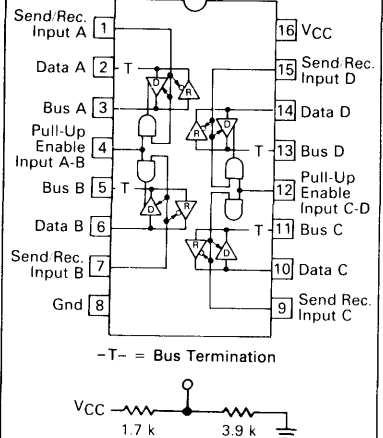 Send/Rec. Input A 1
Data A 2 T
Bus A 3
Pull-Up Enable Input A-B 4
Bus B 5 T
Data B 6
Send/Rec. Input B 7
Gnd 8
16 VCC
15 Send/Rec. Input D
14 Data D
T 13 Bus D
12 Pull-Up Enable Input C-D
T 11 Bus C
10 Data C
9 Send Rec. Input C
D R
R D
D R
R D
–T– = Bus Termination
VCC
1.7 k 3.9 k